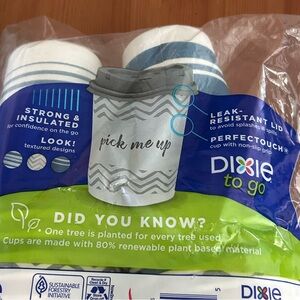 STRONG &
INSULATED
for confidence on the go
LOOK!
textured designs
pick me up
LEAK-
RESISTANT LID
to avoid splashes
PERFECTOUCH®
cup with non-slip grip
DIXIE
to go
DID YOU KNOW?
One tree is planted for every tree used.
Cups are made with 80% renewable plant based material
SUSTAINABLE
FORESTRY
INITIATIVE
DIXIE